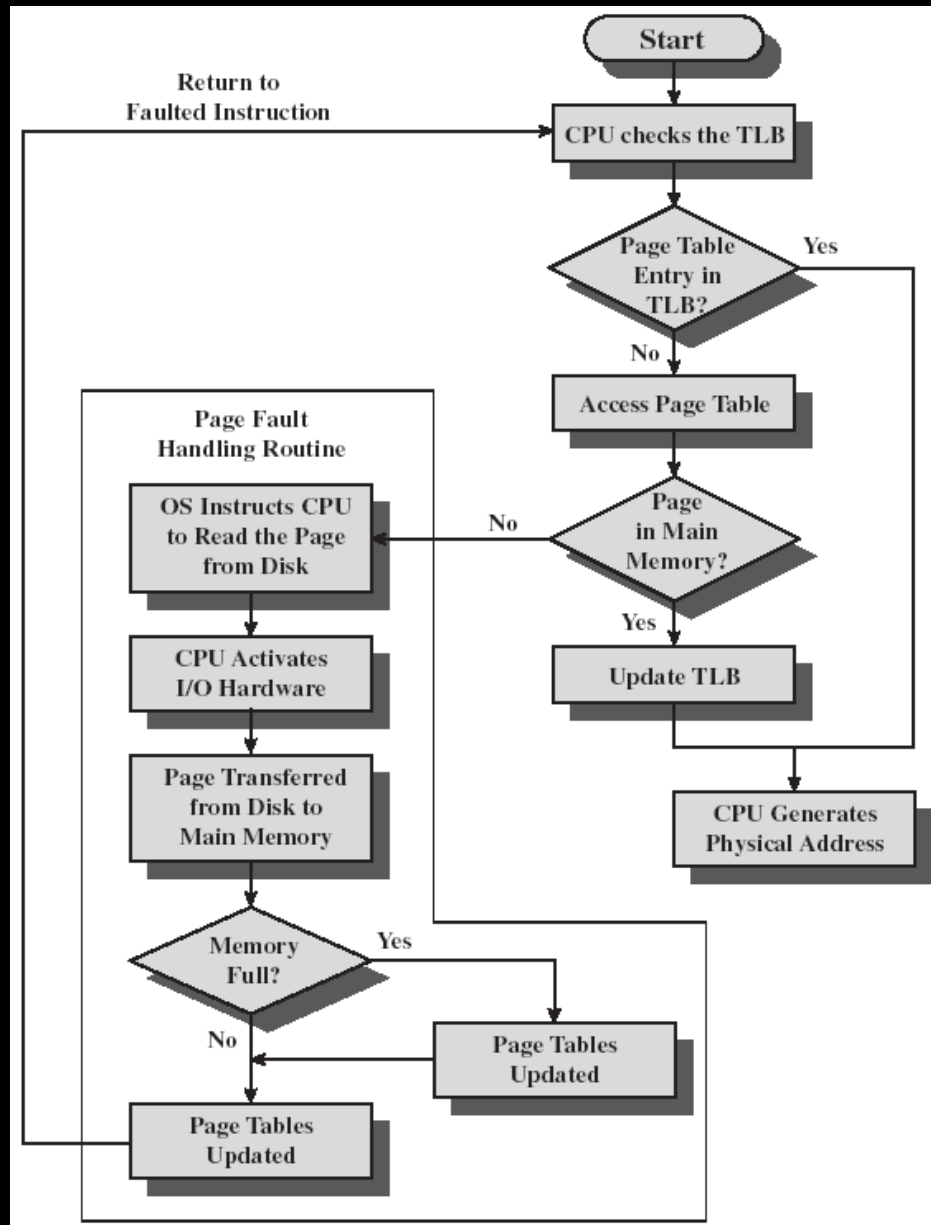 Start
Return to
Faulted Instruction
CPU checks the TLB
Page Table
Entry in
TLB?
Yes
No
Access Page Table
Page Fault
Handling Routine
OS Instructs CPU
to Read the Page
from Disk
No
Page
in Main
Memory?
Yes
CPU Activates
I/O Hardware
Update TLB
Page Transferred
from Disk to
Main Memory
CPU Generates
Physical Address
Memory
Full?
Yes
No
Page Tables
Updated
Page Tables
Updated